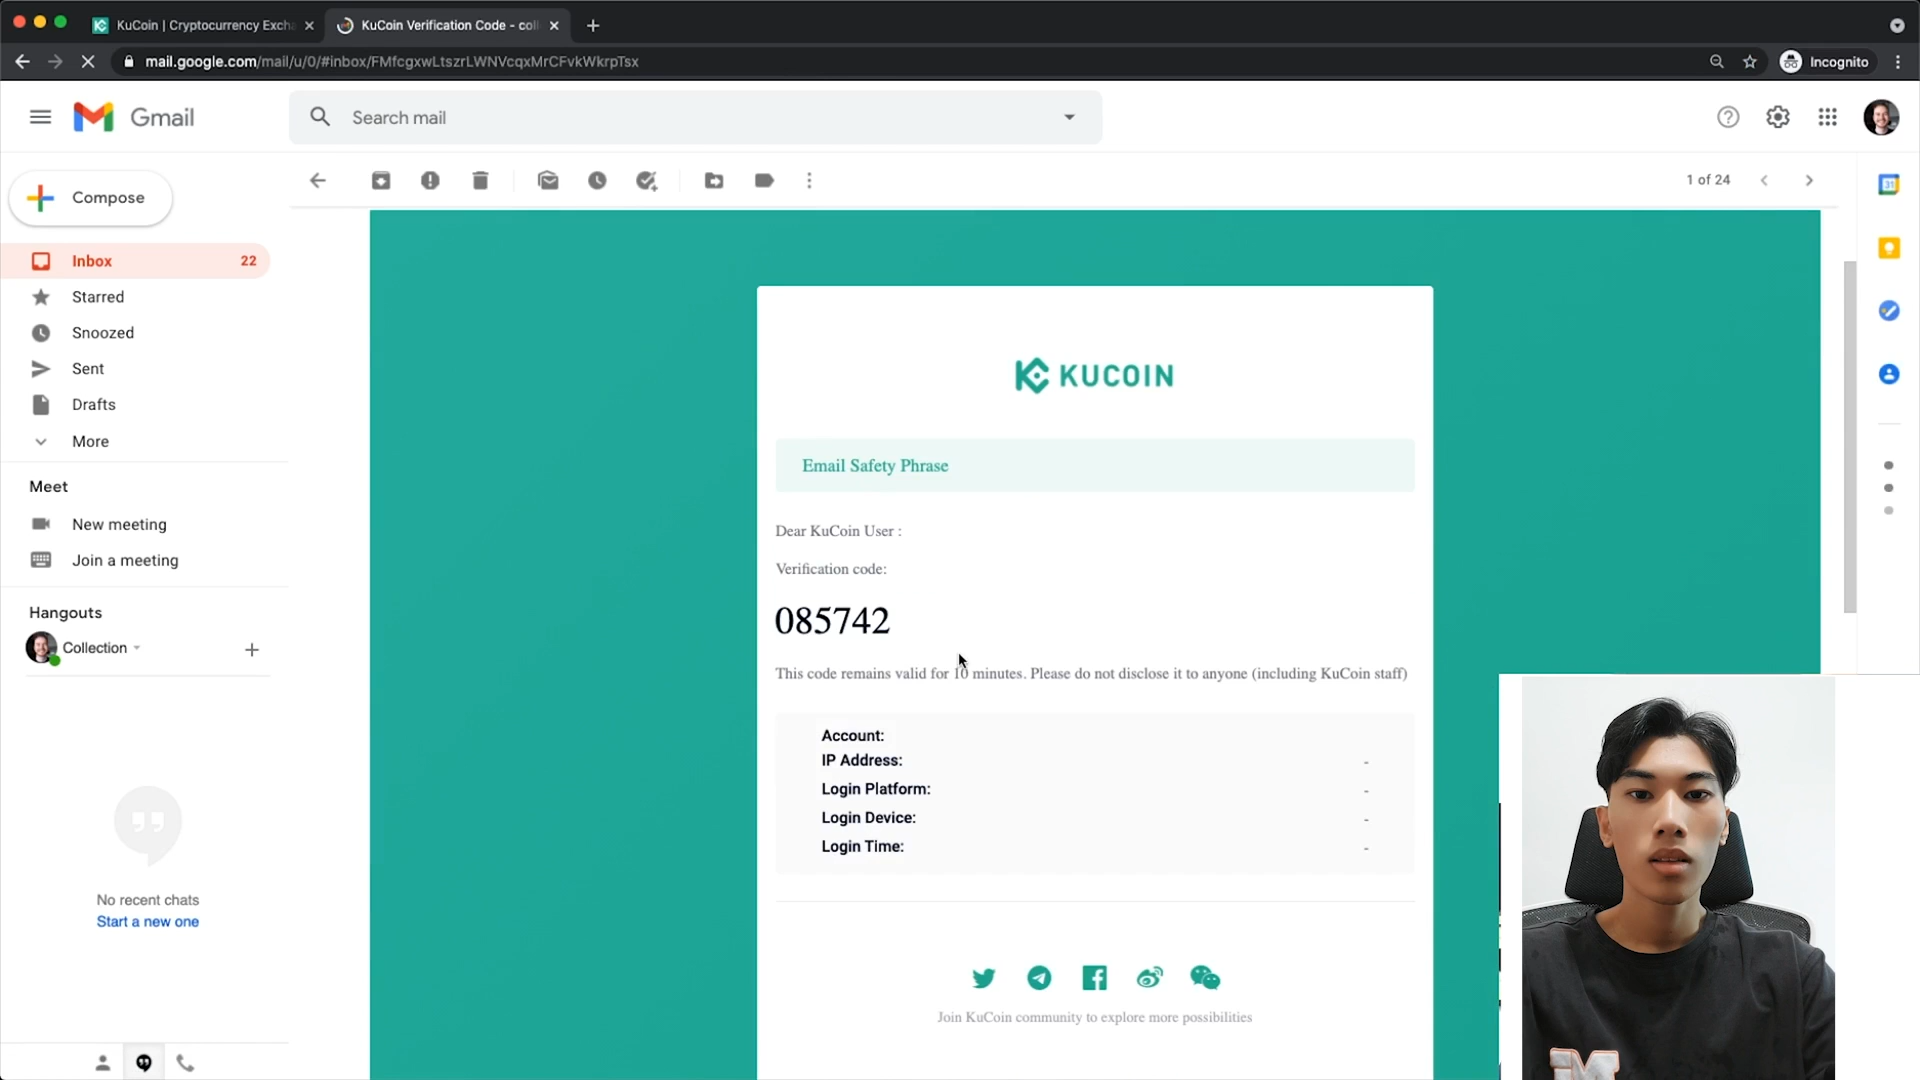 KuCoin | Cryptocurrency Exch
KuCoin Verification Code - coll
mail.google.com/mail/u/0/#inbox/FMfcgxwLtszrLWNVcqxMrCFvkWkrpTsx
Incognito
Gmail
Search mail
Compose
1 of 24
Inbox 22
Starred
Snoozed
Sent
Drafts
More
Meet
New meeting
Join a meeting
Hangouts
Collection
No recent chats
Start a new one
31
KUCOIN
Email Safety Phrase
Dear KuCoin User :
Verification code:
085742
This code remains valid for 10 minutes. Please do not disclose it to anyone (including KuCoin staff)
Account:
IP Address: -
Login Platform: -
Login Device: -
Login Time: -
Join KuCoin community to explore more possibilities